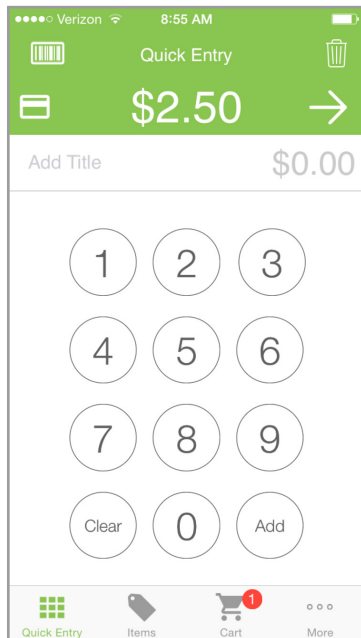 Verizon 8:55 AM
Quick Entry
$2.50
Add Title $0.00
1 2 3
4 5 6
7 8 9
Clear 0 Add
1
Quick Entry Items Cart More